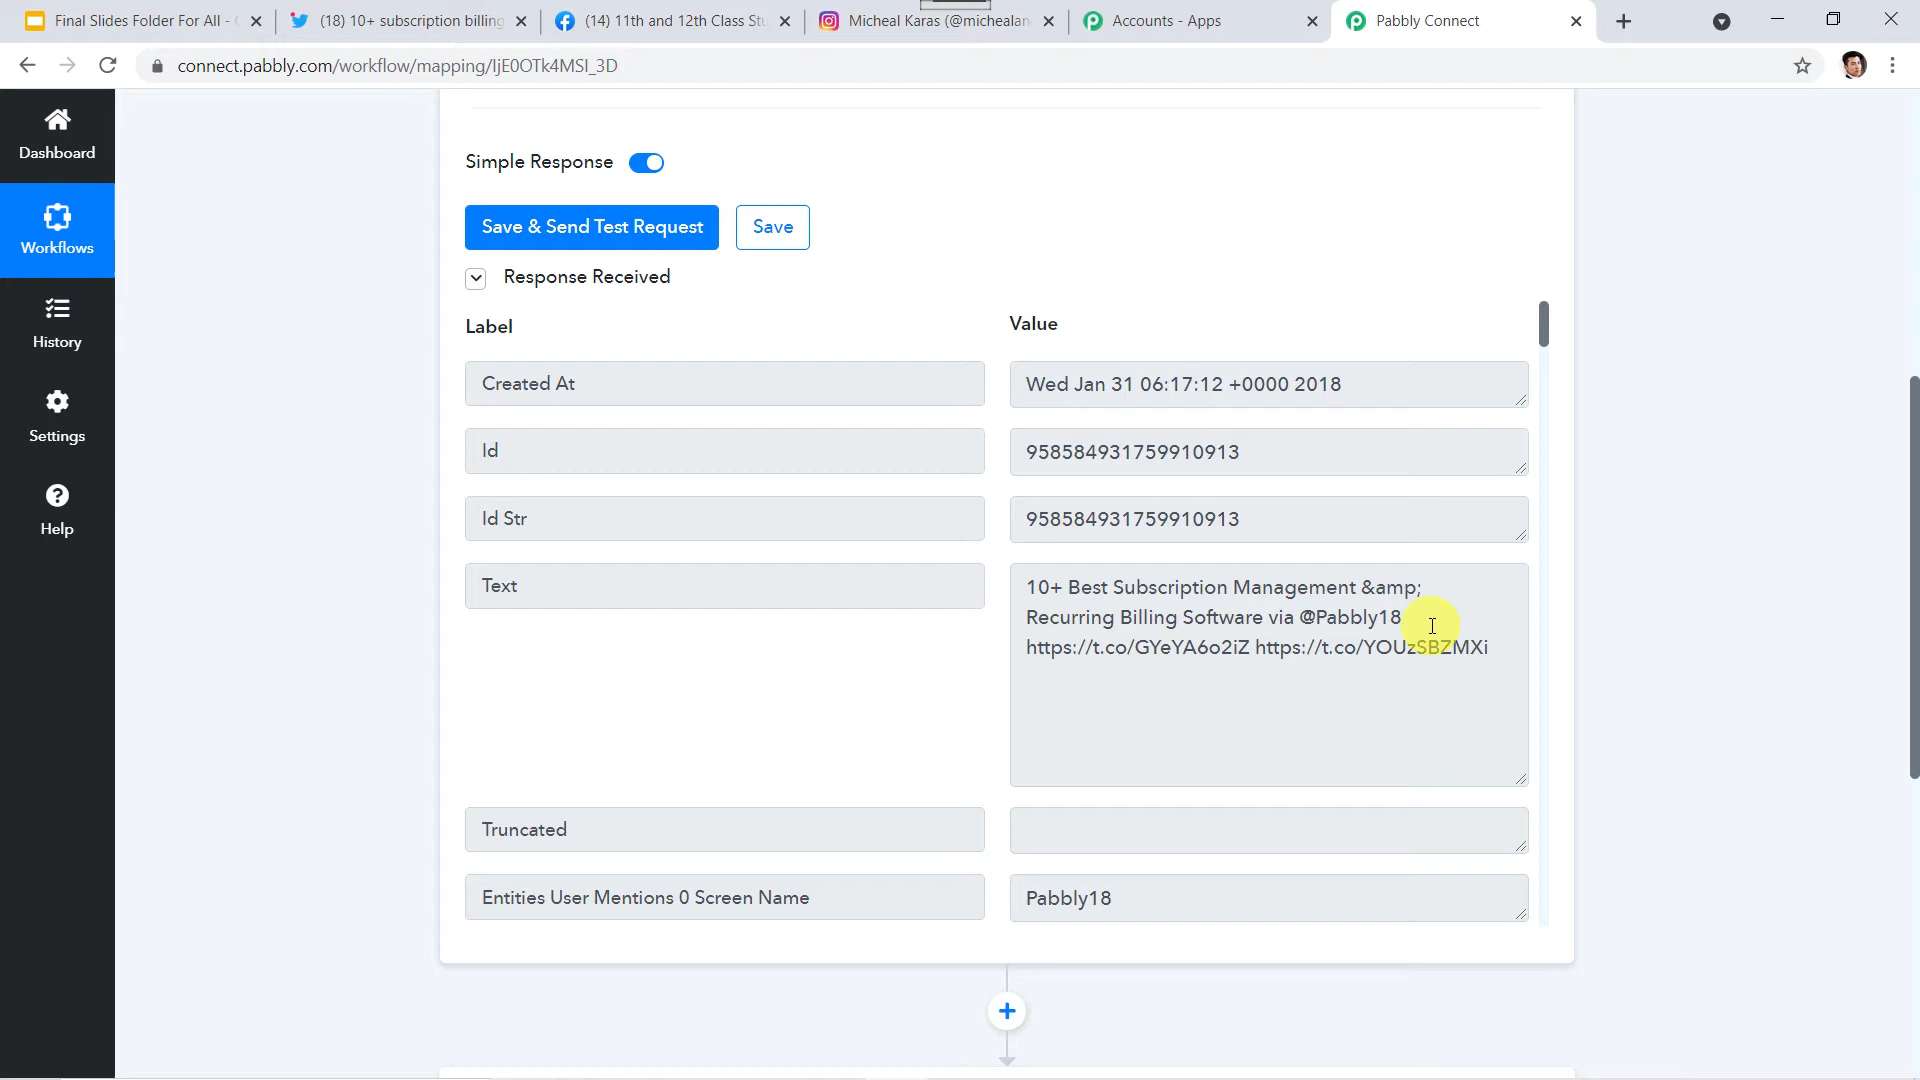 Final Slides Folder For All -
(18) 10+ subscription billing
(14) 11th and 12th Class Stu
Micheal Karas (@michealan
Accounts - Apps
Pabbly Connect
connect.pabbly.com/workflow/mapping/IjE0OTk4MSI_3D
Dashboard
Workflows
History
Settings
Help
Simple Response
Save & Send Test Request
Save
Response Received
Label
Value
Created At
Wed Jan 31 06:17:12 +0000 2018
Id
958584931759910913
Id Str
958584931759910913
Text
10+ Best Subscription Management &amp;
Recurring Billing Software via @Pabbly18
https://t.co/GYeYA6o2iZ https://t.co/YOUzSBZMXi
Truncated
Entities User Mentions 0 Screen Name
Pabbly18